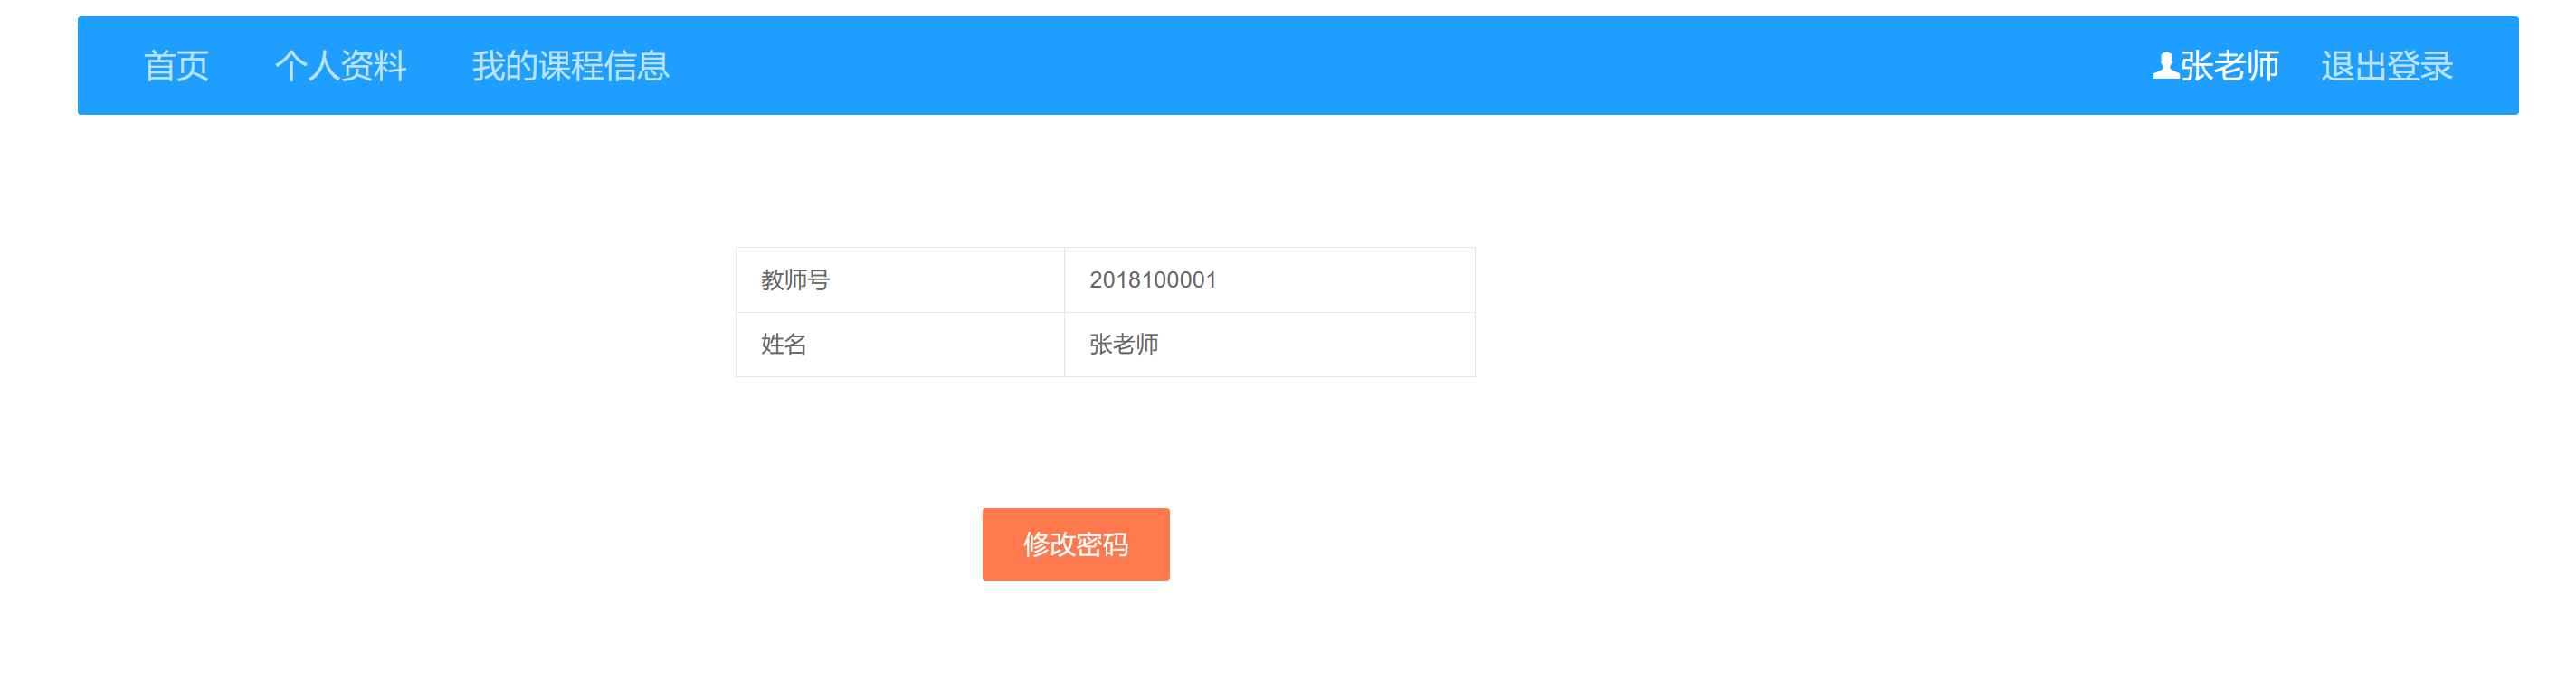 首页 个人资料 我的课程信息 张老师 退出登录
教师号 2018100001
姓名 张老师
修改密码